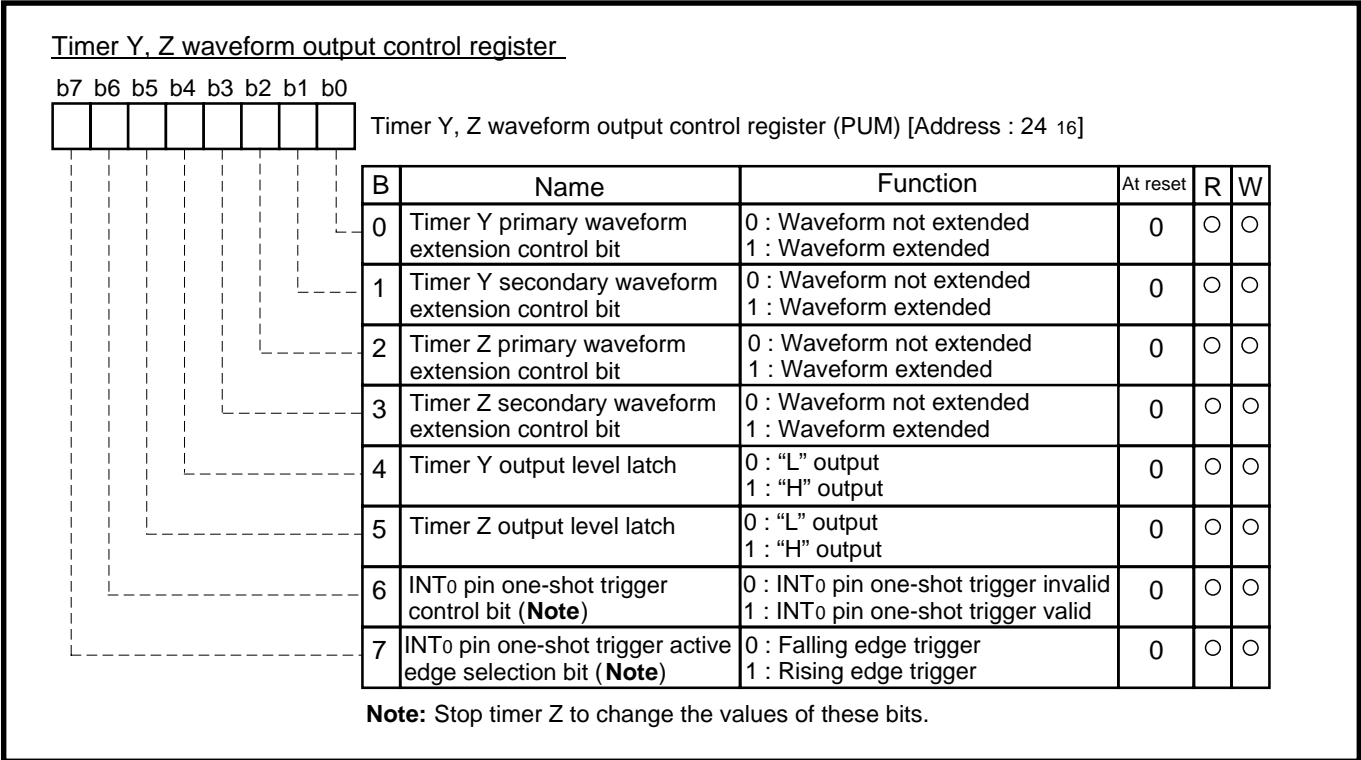 Timer Y, Z waveform output control register
b7 b6 b5 b4 b3 b2 b1 b0
Timer Y, Z waveform output control register (PUM) [Address : 24 16]
B Name Function At reset R W
0 Timer Y primary waveform extension control bit 0 : Waveform not extended 1 : Waveform extended 0 ○ ○
1 Timer Y secondary waveform extension control bit 0 : Waveform not extended 1 : Waveform extended 0 ○ ○
2 Timer Z primary waveform extension control bit 0 : Waveform not extended 1 : Waveform extended 0 ○ ○
3 Timer Z secondary waveform extension control bit 0 : Waveform not extended 1 : Waveform extended 0 ○ ○
4 Timer Y output level latch 0 : “L” output 1 : “H” output 0 ○ ○
5 Timer Z output level latch 0 : “L” output 1 : “H” output 0 ○ ○
6 INT0 pin one-shot trigger control bit (Note) 0 : INT0 pin one-shot trigger invalid 1 : INT0 pin one-shot trigger valid 0 ○ ○
7 INT0 pin one-shot trigger active edge selection bit (Note) 0 : Falling edge trigger 1 : Rising edge trigger 0 ○ ○
Note: Stop timer Z to change the values of these bits.